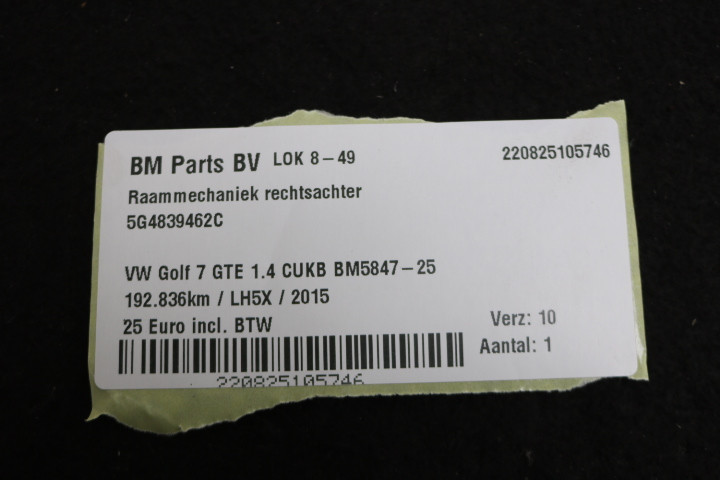 BM Parts BV LOK 8-49 220825105746
Raammechaniek rechtsachter
5G4839462C
VW Golf 7 GTE 1.4 CUKB BM5847-25
192.836km / LH5X / 2015
25 Euro incl. BTW Verz: 10
Aantal: 1
220825105746